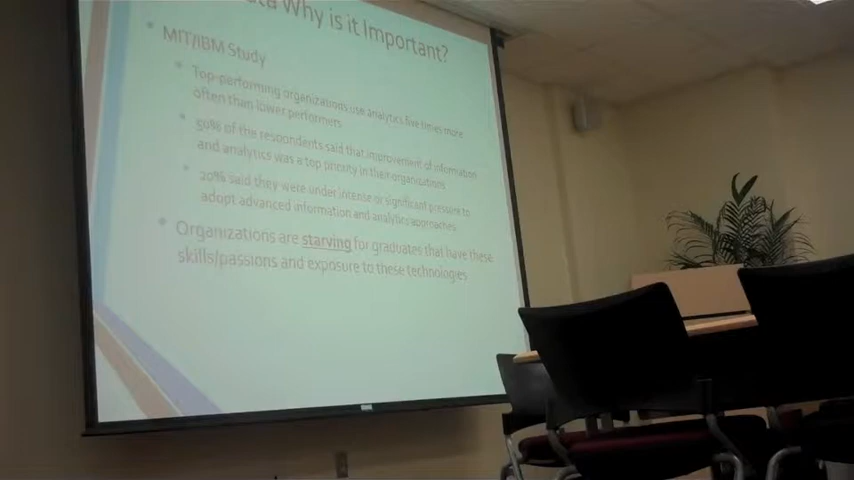 Why is it Important?
MIT/IBM Study
Top-performing organizations use analytics five times more
often than lower performers
50% of the respondents said that improvement of information
and analytics was a top priority in their organizations
20% said they were under intense or significant pressure to
adopt advanced information and analytics approaches
Organizations are starving for graduates that have these
skills/passions and exposure to these technologies